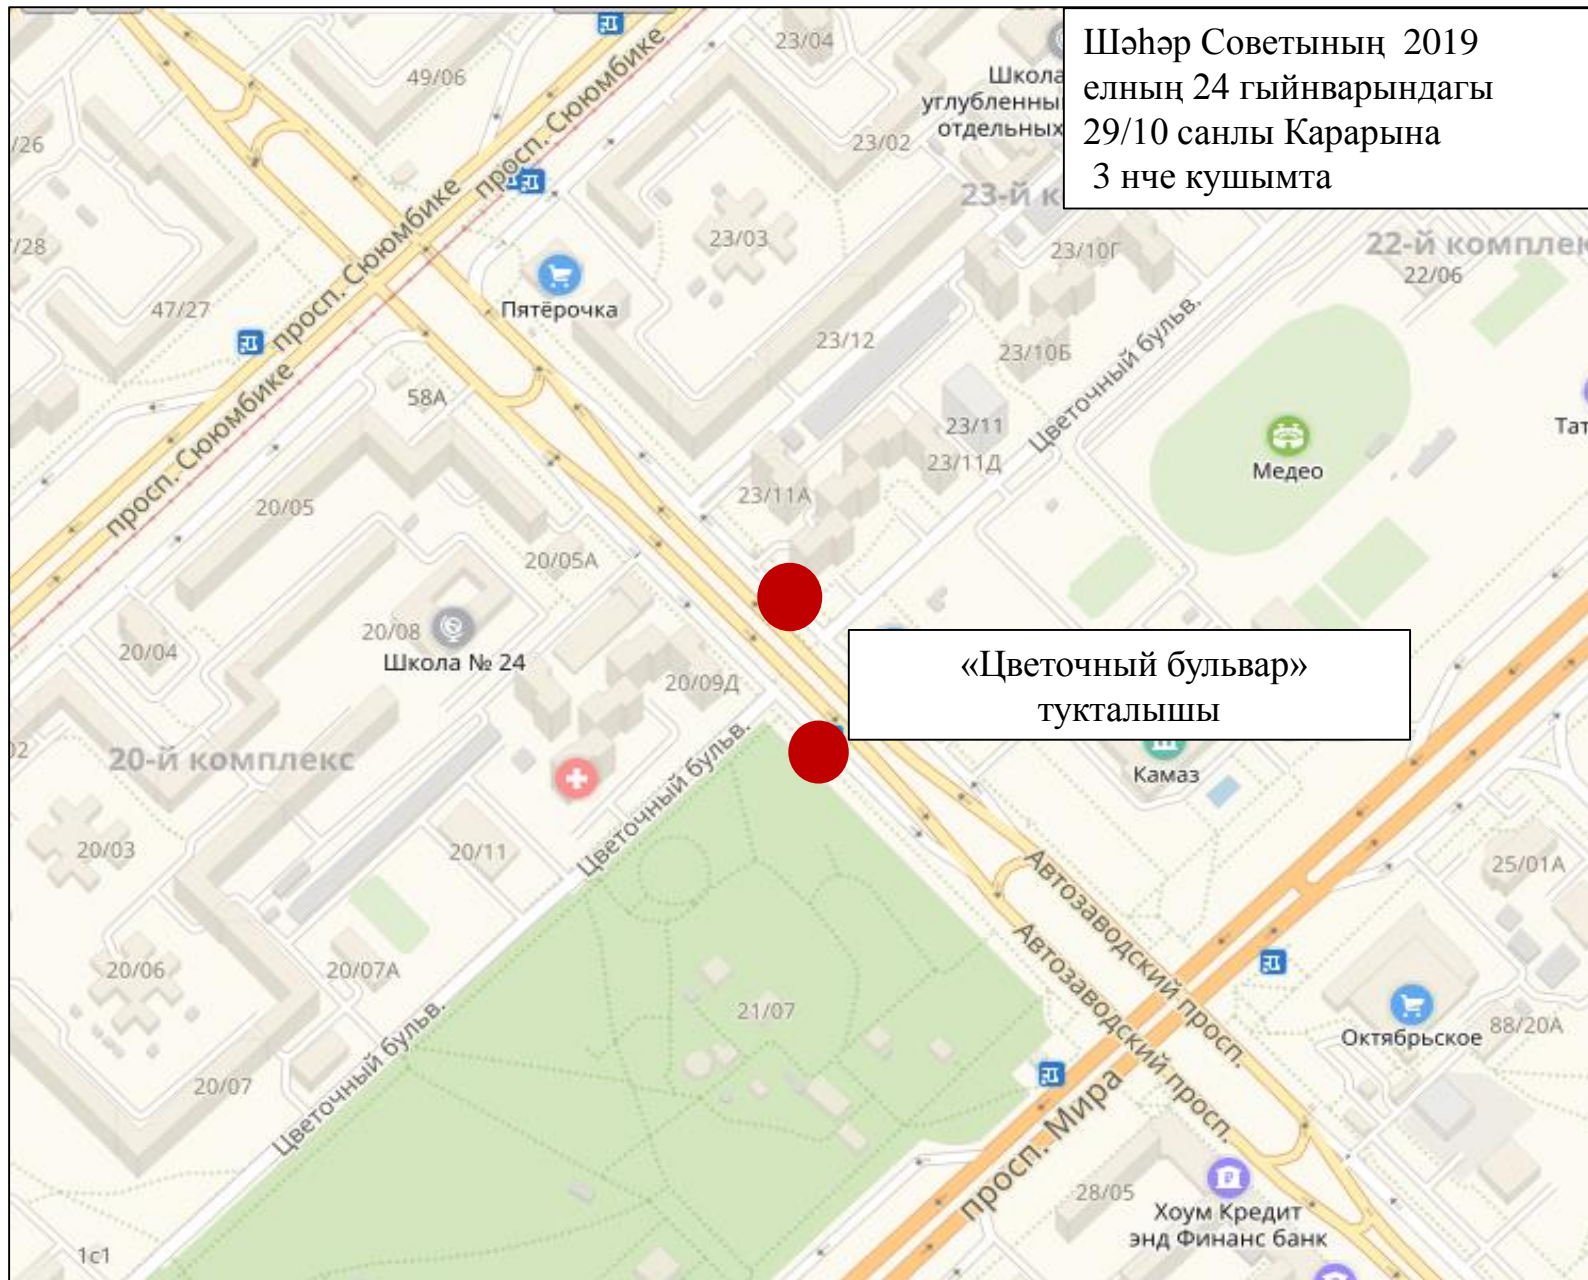 Шәһәр Советының 2019
елның 24 гыйнварындагы
29/10 санлы Карарына
3 нче кушымта
49/06
просп. Сююмбике
23/04
Школа
отдельных
/26
23/02
просп. Сююмбике
23/03
23/10Г
22-й комплек
22/06
/28
47/27
Пятёрочка
просп. Сююмбике
23/12
23/10Б
Цветочный бульв.
58А
просп. Сююмбике
23/11
23/11Д
Медео
Тат
20/05
23/11А
20/05А
20/08
Школа № 24
20/04
20/09Д
«Цветочный бульвар»
тукталышы
20-й комплекс
Цветочный бульв.
Камаз
20/03
20/11
Автозаводский просп.
25/01А
20/06
20/07А
Автозаводский просп.
21/07
Октябрьское
88/20А
20/07
Цветочный бульв.
просп. Мира
28/05
Хоум Кредит
энд Финанс банк
1с1